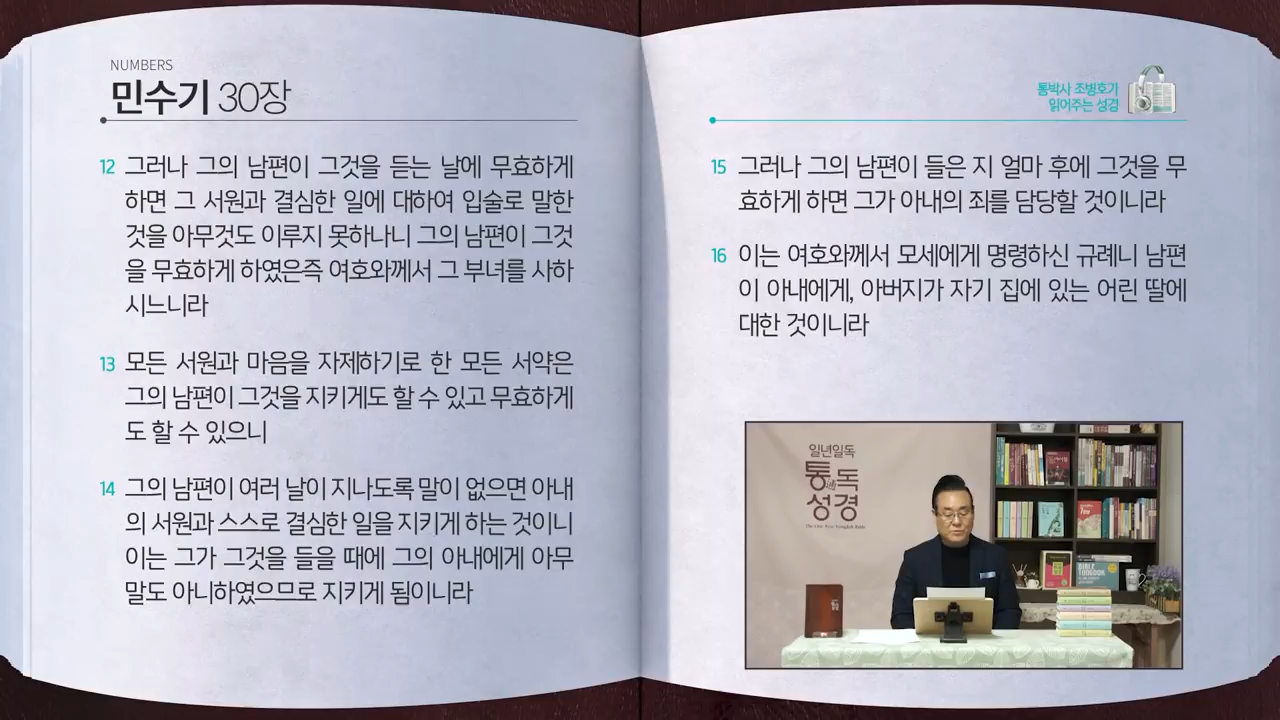 NUMBERS
민수기 30장
12 그러나 그의 남편이 그것을 듣는 날에 무효하게
하면 그 서원과 결심한 일에 대하여 입술로 말한
것을 아무것도 이루지 못하나니 그의 남편이 그것
을 무효하게 하였은즉 여호와께서 그 부녀를 사하
시느니라
13 모든 서원과 마음을 자제하기로 한 모든 서약은
그의 남편이 그것을 지키게도 할 수 있고 무효하게
도 할 수 있으니
14 그의 남편이 여러 날이 지나도록 말이 없으면 아내
의 서원과 스스로 결심한 일을 지키게 하는 것이니
이는 그가 그것을 들을 때에 그의 아내에게 아무
말도 아니하였으므로 지키게 됨이니라
통박사 조병호가
읽어주는 성경
15 그러나 그의 남편이 들은 지 얼마 후에 그것을 무
효하게 하면 그가 아내의 죄를 담당할 것이니라
16 이는 여호와께서 모세에게 명령하신 규례니 남편
이 아내에게, 아버지가 자기 집에 있는 어린 딸에
대한 것이니라
일년일독
통독
성경
BIBLE